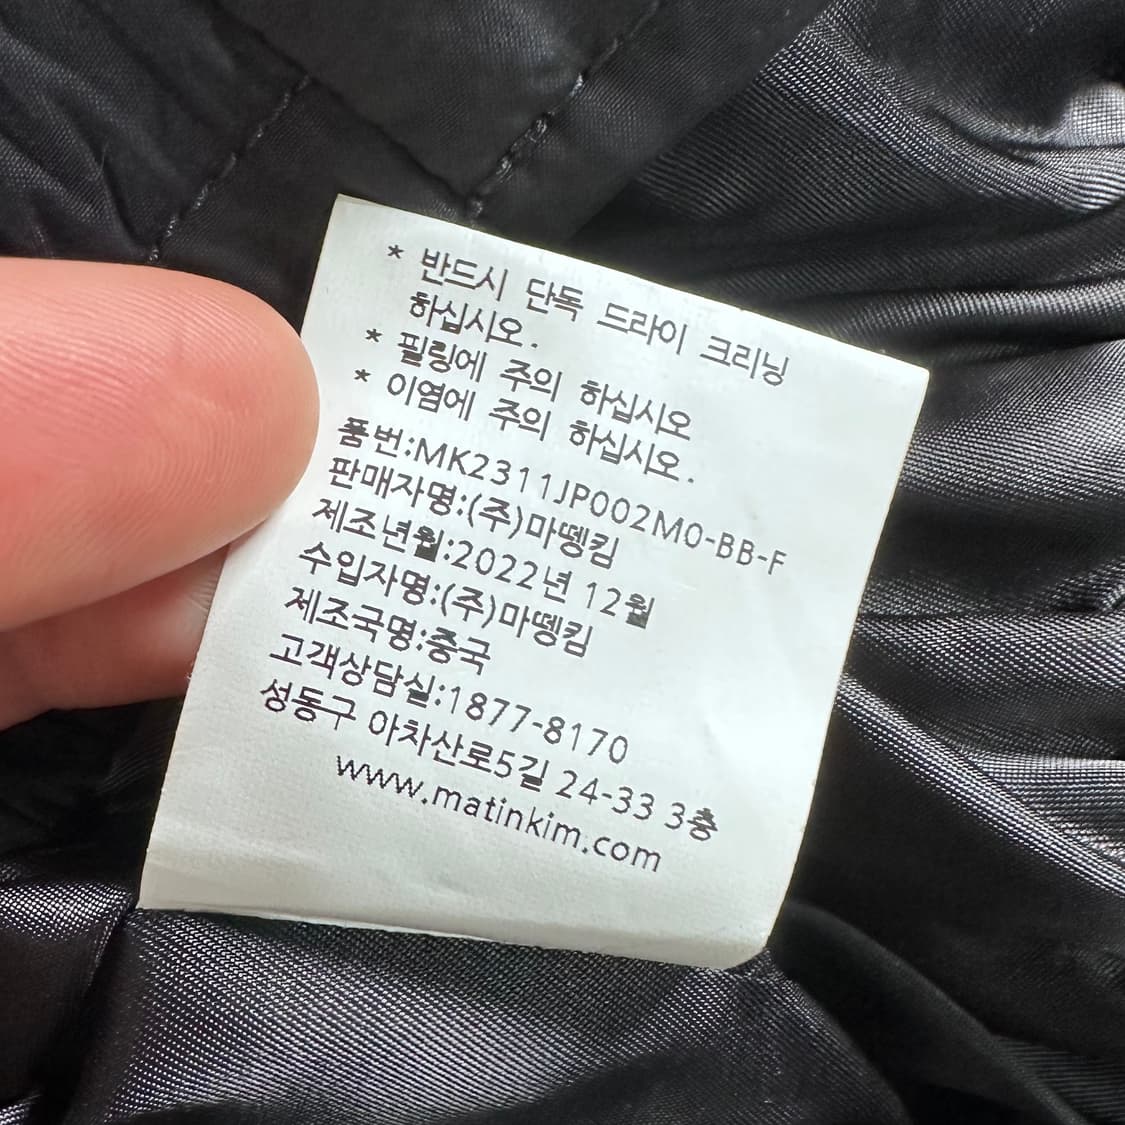 * 반드시 단독 드라이 크리닝
하십시오.
* 필링에 주의 하십시오
* 이염에 주의 하십시오.
품번:MK2311JP002M0-BB-F
판매자명:(주)마뗑킴
제조년월:2022년 12월
수입자명:(주)마뗑킴
제조국명:중국
고객상담실:1877-8170
성동구 아차산로5길 24-33 3층
www.matinkim.com